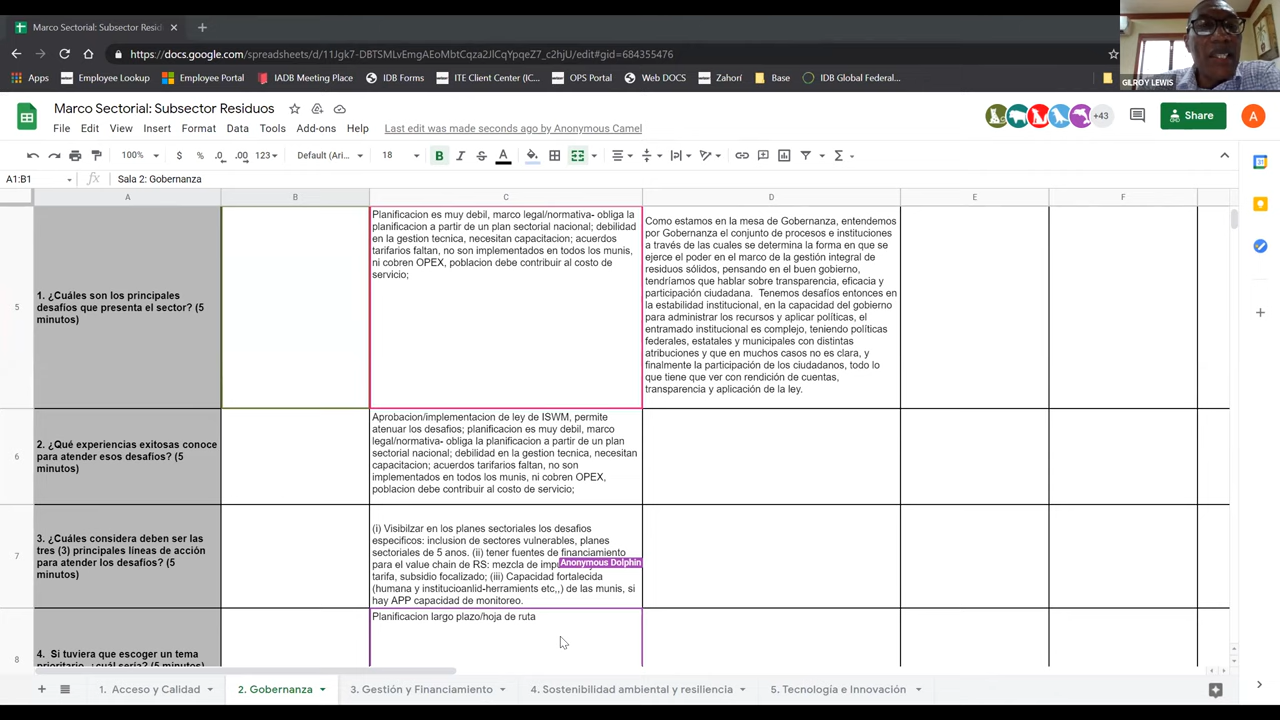 Marco Sectorial: Subsector Resid
https://docs.google.com/spreadsheets/d/11Jgk7-DBTSMLvEmgAEoMbtCqza2JlCqYpqeZ7_c2hjU/edit#gid=684355476
GILROY LEWIS
Apps Employee Lookup Employee Portal IADB Meeting Place IDB Forms ITE Client Center (IC... OPS Portal Web DOCS Zahorí Base IDB Global Federal...
Marco Sectorial: Subsector Residuos
+43
Share
A
File Edit View Insert Format Data Tools Add-ons Help Last edit was made seconds ago by Anonymous Camel
100% $ % .0 .00 123 Default (Ari... 18 B I S A
A1:B1 fx Sala 2: Gobernanza
A B C D E F
5
1. ¿Cuáles son los principales
desafíos que presenta el sector? (5
minutos)
Planificacion es muy debil, marco legal/normativa- obliga la
planificacion a partir de un plan sectorial nacional; debilidad
en la gestion tecnica, necesitan capacitacion; acuerdos
tarifarios faltan, no son implementados en todos los munis,
ni cobren OPEX, poblacion debe contribuir al costo de
servicio;
Como estamos en la mesa de Gobernanza, entendemos
por Gobernanza el conjunto de procesos e instituciones
a través de las cuales se determina la forma en que se
ejerce el poder en el marco de la gestión integral de
residuos sólidos, pensando en el buen gobierno,
tendríamos que hablar sobre transparencia, eficacia y
participación ciudadana. Tenemos desafíos entonces en
la estabilidad institucional, en la capacidad del gobierno
para administrar los recursos y aplicar políticas, el
entramado institucional es complejo, teniendo políticas
federales, estatales y municipales con distintas
atribuciones y que en muchos casos no es clara, y
finalmente la participación de los ciudadanos, todo lo
que tiene que ver con rendición de cuentas,
transparencia y aplicación de la ley.
6
2. ¿Qué experiencias exitosas conoce
para atender esos desafíos? (5
minutos)
Aprobacion/implementacion de ley de ISWM, permite
atenuar los desafios; planificacion es muy debil, marco
legal/normativa- obliga la planificacion a partir de un plan
sectorial nacional; debilidad en la gestion tecnica, necesitan
capacitacion; acuerdos tarifarios faltan, no son
implementados en todos los munis, ni cobren OPEX,
poblacion debe contribuir al costo de servicio;
7
3. ¿Cuáles considera deben ser las
tres (3) principales líneas de acción
para atender los desafíos? (5
minutos)
(i) Visibilzar en los planes sectoriales los desafios
especificos: inclusion de sectores vulnerables, planes
sectoriales de 5 anos. (ii) tener fuentes de financiamiento
para el value chain de RS: mezcla de
Anonymous Dolphin
tarifa, subsidio focalizado; (iii) Capacidad fortalecida
(humana y institucioanlid-herramients etc,,) de las munis, si
hay APP capacidad de monitoreo.
8
4. Si tuviera que escoger un tema
prioritario, ¿cuál sería? (5 minutos)
Planificacion largo plazo/hoja de ruta
1. Acceso y Calidad 2. Gobernanza 3. Gestión y Financiamiento 4. Sostenibilidad ambiental y resiliencia 5. Tecnología e Innovación